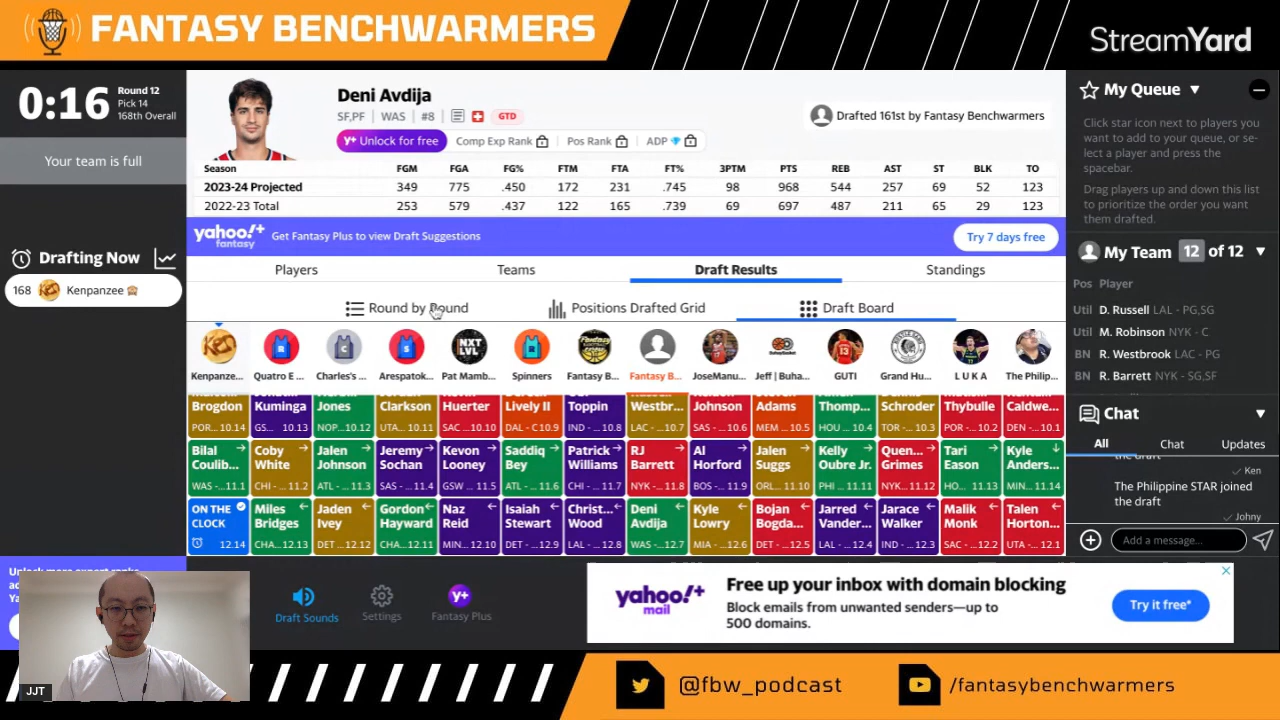 FANTASY BENCHWARMERS
StreamYard
0:16
Round 12
Pick 14
168th Overall
Your team is full
Drafting Now
168 Kenpanzee
Deni Avdija
SF,PF | WAS | #8 | GTD
Y+ Unlock for free Comp Exp Rank Pos Rank ADP
Drafted 161st by Fantasy Benchwarmers
Season FGM FGA FG% FTM FTA FT% 3PTM PTS REB AST ST BLK TO
2023-24 Projected 349 775 .450 172 231 .745 98 968 544 257 69 52 123
2022-23 Total 253 579 .437 122 165 .739 69 697 487 211 65 29 123
yahoo! fantasy Get Fantasy Plus to view Draft Suggestions Try 7 days free
Players Teams Draft Results Standings
Round by Round Positions Drafted Grid Draft Board
Kenpanze... Quatro E ... Charles's ... Arespatok... Pat Mamb... Spinners Fantasy B... Fantasy B... JoseManu... Jeff | Buha... GUTI Grand Hu... L U K A The Philip...
Brogdon Kuminga Jones Clarkson Huerter Lively II Toppin Westbr... Johnson Adams Thomp... Schroder Thybulle Caldwe...
POR... 10.14 GS... 10.13 NOP... 10.12 UTA... 10.11 SAC ... 10.10 DAL - C10.9 IND - ... 10.8 LAC - ...10.7 SAS - ...10.6 MEM ... 10.5 HOU ... 10.4 TOR - ... 10.3 POR - ...10.2 DEN - ...10.1
Bilal Coby Jalen Jeremy Kevon Saddiq Patrick RJ Al Jalen Kelly Quen... Tari Kyle
Coulib... White Johnson Sochan Looney Bey Williams Barrett Horford Suggs Oubre Jr. Grimes Eason Anders...
WAS -...11.1 CHI - ... 11.2 ATL - ... 11.3 SAS - ... 11.4 GSW ... 11.5 ATL - ... 11.6 CHI - ... 11.7 NYK... 11.8 BOS - ...11.9 ORL... 11.10 PHI ... 11.11 NYK...11.12 HO... 11.13 MIN... 11.14
ON THE Miles Jaden Gordon Naz Isaiah Christ... Deni Kyle Bojan Jarred Jarace Malik Talen
CLOCK Bridges Ivey Hayward Reid Stewart Wood Avdija Lowry Bogda... Vander... Walker Monk Horton...
12.14 CHA... 12.13 DET ... 12.12 CHA...12.11 MIN... 12.10 DET - ...12.9 LAL - ... 12.8 WAS - ...12.7 MIA - ... 12.6 DET - ...12.5 LAL - ... 12.4 IND - ... 12.3 SAC - ... 12.2 UTA - ...12.1
Draft Sounds Settings Fantasy Plus
yahoo!+ mail
Free up your inbox with domain blocking
Block emails from unwanted senders—up to
500 domains.
Try it free*
My Queue
Click star icon next to players you
want to add to your queue, or se-
lect a player and press the
spacebar.
Drag players up and down this list
to prioritize the order you want
them drafted.
My Team 12 of 12
Pos Player
Util D. Russell LAL - PG,SG
Util M. Robinson NYK - C
BN R. Westbrook LAC - PG
BN R. Barrett NYK - SG,SF
Chat
All Chat Updates
the draft
Ken
The Philippine STAR joined
the draft
Johny
Add a message...
JJT
@fbw_podcast
/fantasybenchwarmers